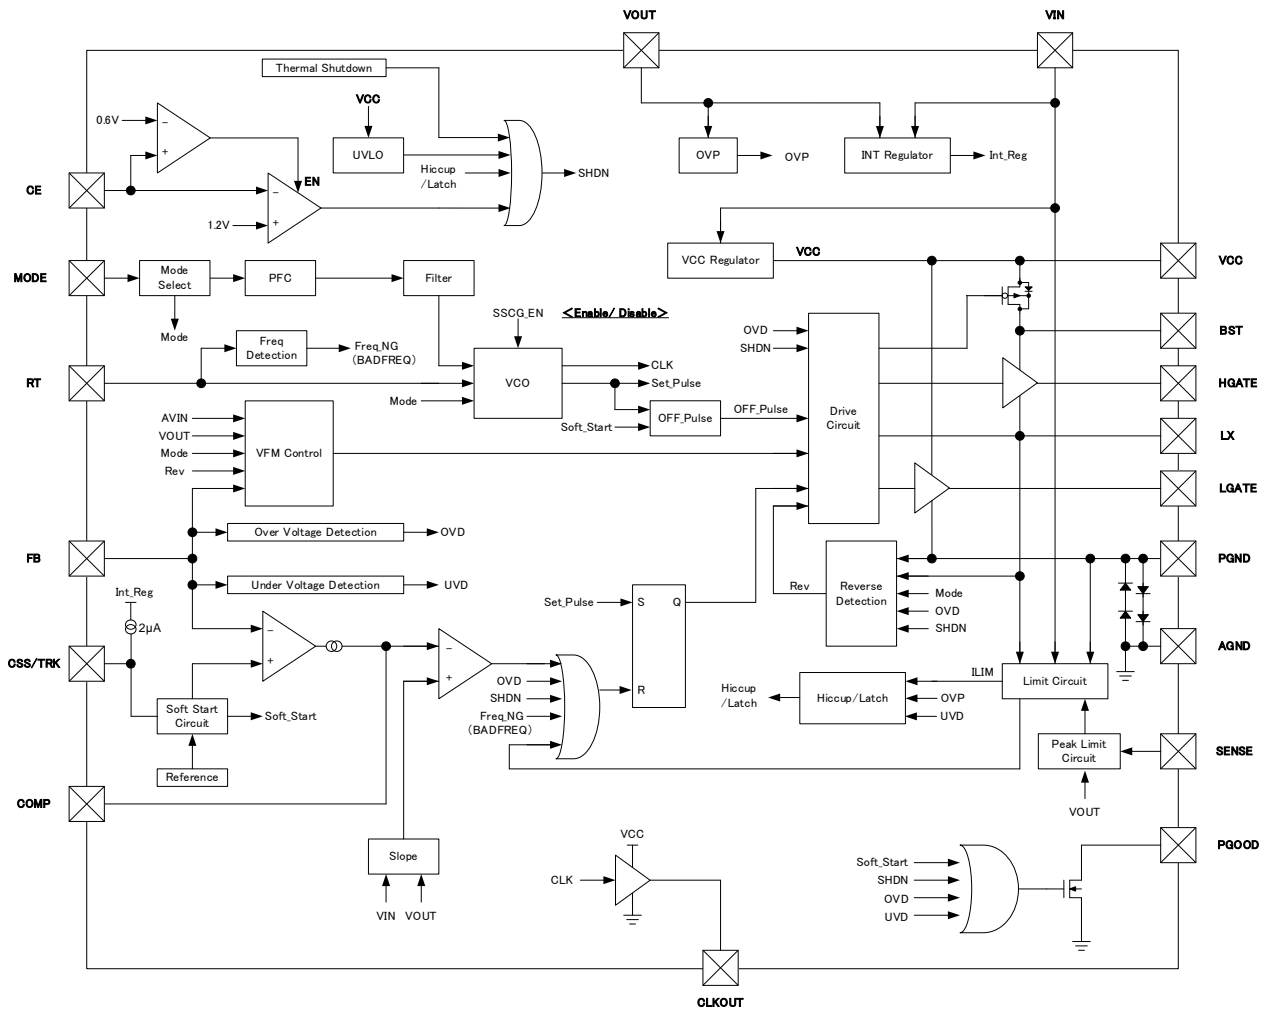 VOUT
VIN
Thermal Shutdown
VCC
0.6V
−
+
UVLO
Hiccup
/Latch
SHDN
OVP
OVP
INT Regulator
Int_Reg
CE
EN
−
1.2V
+
VCC Regulator
VCC
VCC
MODE
Mode
Select
PFC
Filter
Mode
SSCG_EN
<Enable/ Disable>
Freq
Detection
Freq_NG
(BADFREQ)
OVD
SHDN
BST
RT
VCO
CLK
Set_Pulse
Mode
HGATE
OFF_Pulse
OFF_Pulse
Soft_Start
Drive
Circuit
AVIN
VOUT
Mode
Rev
VFM Control
LX
LGATE
Over Voltage Detection
OVD
FB
PGND
Under Voltage Detection
UVD
Rev
Reverse
Detection
Mode
OVD
SHDN
Int_Reg
2μA
Set_Pulse
S
Q
R
−
+
−
+
CSS/TRK
AGND
OVD
SHDN
Freq_NG
(BADFREQ)
Soft Start
Circuit
Soft_Start
Hiccup
/Latch
Hiccup/Latch
ILIM
OVP
UVD
Limit Circuit
Peak Limit
Circuit
SENSE
VOUT
Reference
COMP
Slope
VIN
VOUT
VCC
CLK
Soft_Start
SHDN
OVD
UVD
PGOOD
CLKOUT